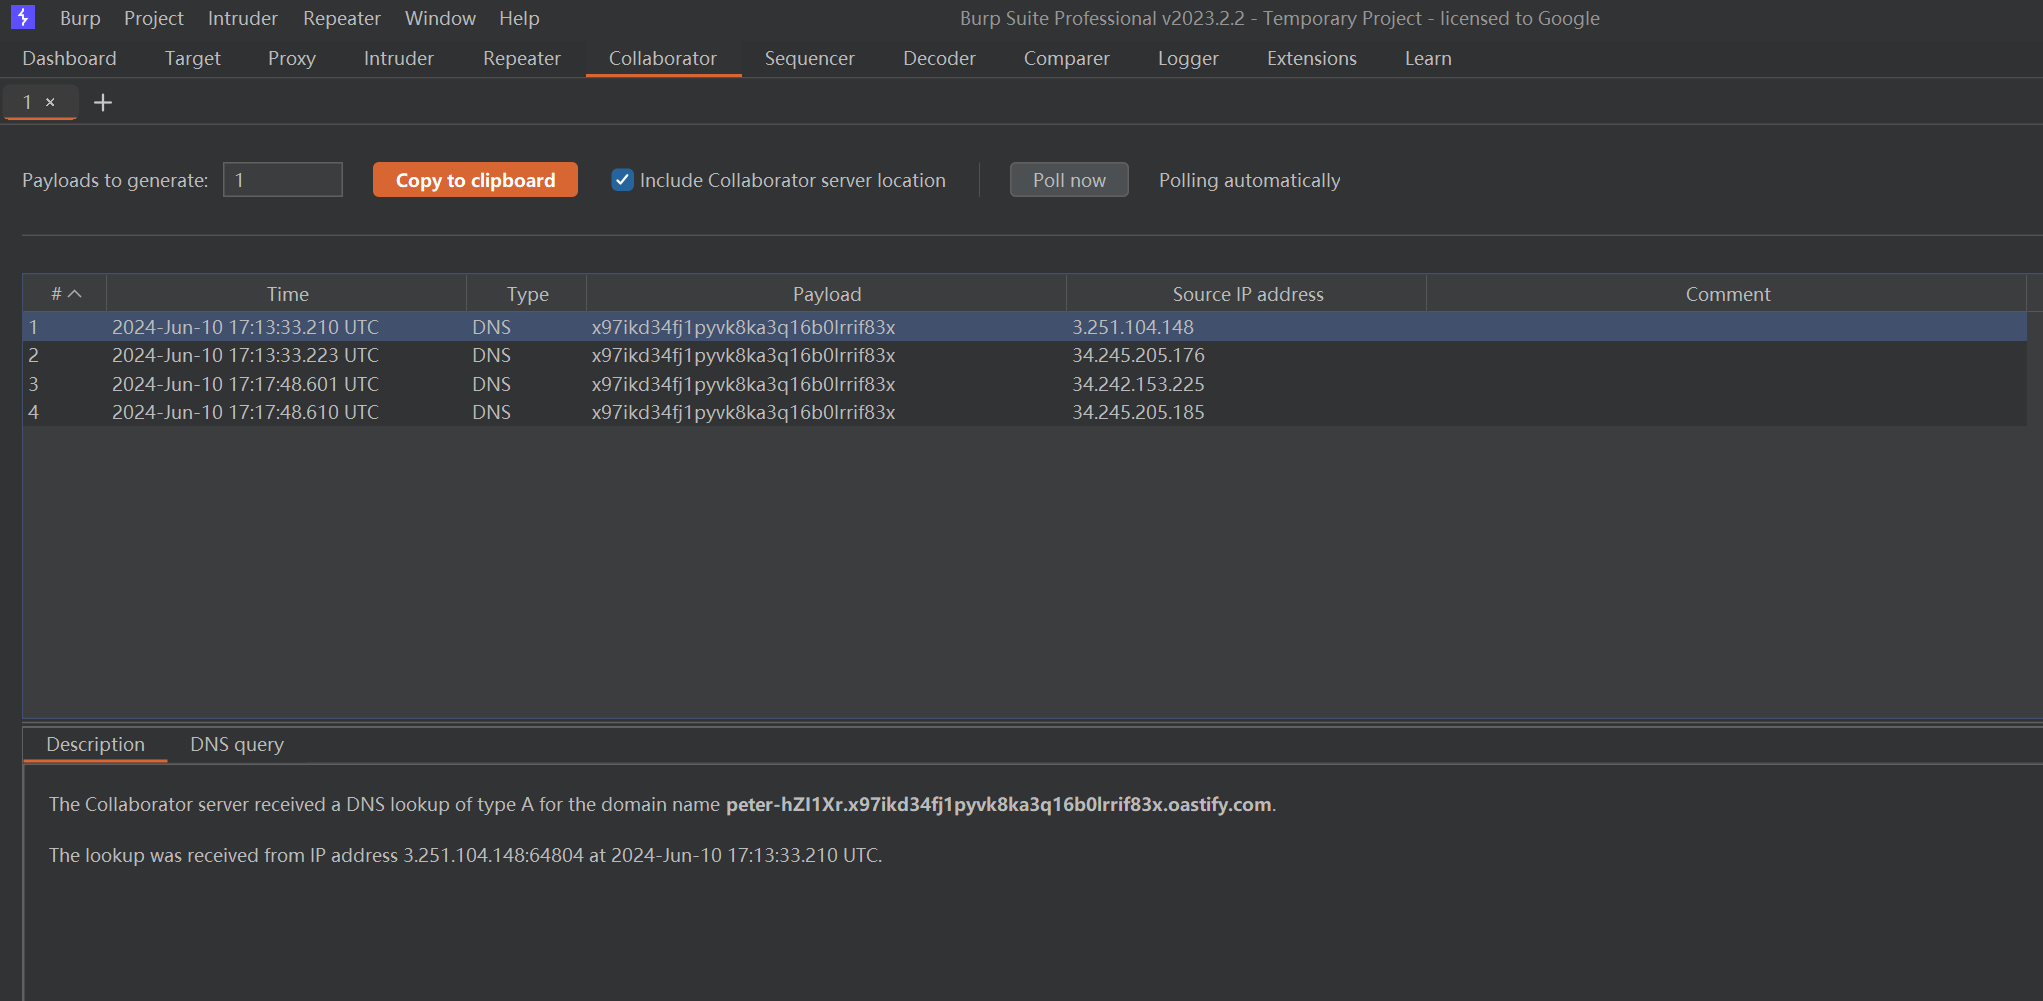 Burp Project Intruder Repeater Window Help Burp Suite Professional v2023.2.2 - Temporary Project - licensed to Google
Dashboard Target Proxy Intruder Repeater Collaborator Sequencer Decoder Comparer Logger Extensions Learn
1 × +
Payloads to generate: 1 Copy to clipboard Include Collaborator server location Poll now Polling automatically
# Time Type Payload Source IP address Comment
1 2024-Jun-10 17:13:33.210 UTC DNS x97ikd34fj1pyvk8ka3q16b0lrrif83x 3.251.104.148
2 2024-Jun-10 17:13:33.223 UTC DNS x97ikd34fj1pyvk8ka3q16b0lrrif83x 34.245.205.176
3 2024-Jun-10 17:17:48.601 UTC DNS x97ikd34fj1pyvk8ka3q16b0lrrif83x 34.242.153.225
4 2024-Jun-10 17:17:48.610 UTC DNS x97ikd34fj1pyvk8ka3q16b0lrrif83x 34.245.205.185
Description DNS query
The Collaborator server received a DNS lookup of type A for the domain name peter-hZI1Xr.x97ikd34fj1pyvk8ka3q16b0lrrif83x.oastify.com.
The lookup was received from IP address 3.251.104.148:64804 at 2024-Jun-10 17:13:33.210 UTC.